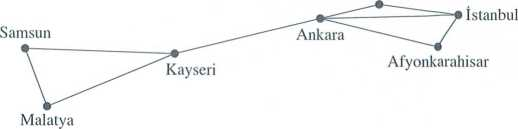 Samsun
İstanbul
Ankara
Kayseri
Afyonkarahisar
Malatya